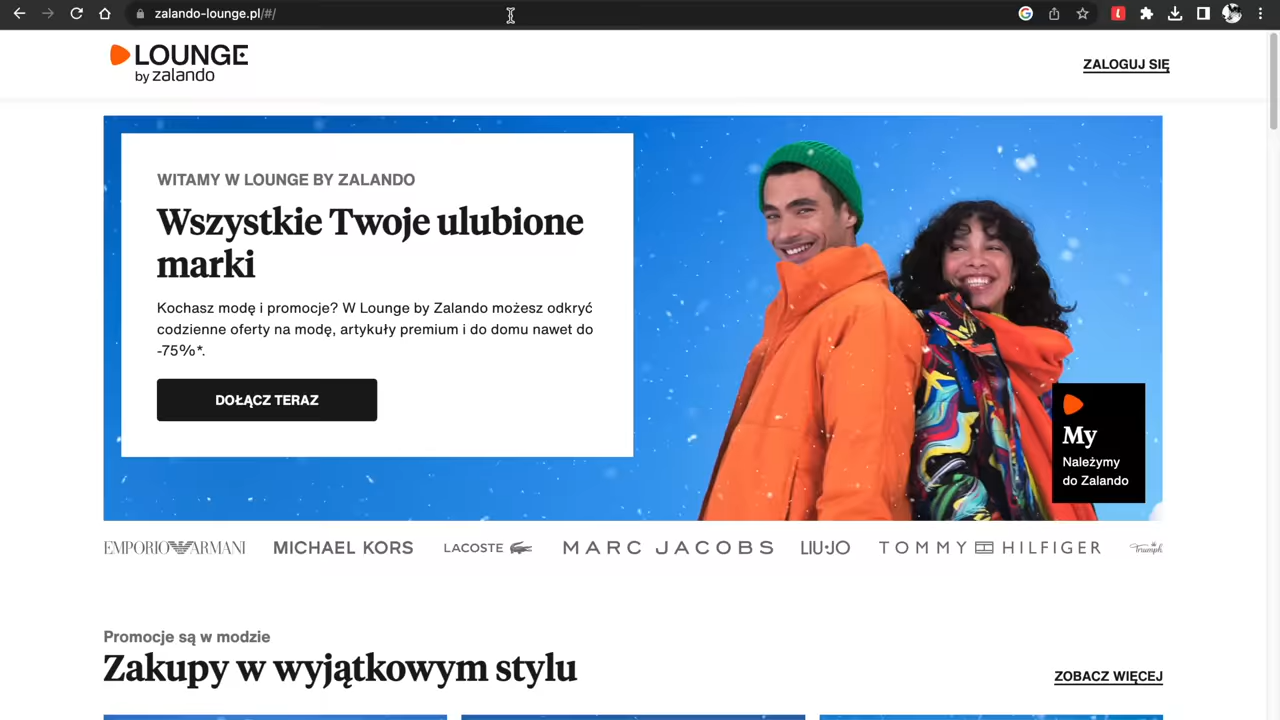 zalando-lounge.pl/#/
LOUNGE
by zalando
ZALOGUJ SIĘ
WITAMY W LOUNGE BY ZALANDO
Wszystkie Twoje ulubione
marki
Kochasz modę i promocje? W Lounge by Zalando możesz odkryć
codzienne oferty na modę, artykuły premium i do domu nawet do
-75%*.
DOŁĄCZ TERAZ
My
Należymy
do Zalando
EMPORIO ARMANI MICHAEL KORS LACOSTE MARC JACOBS LIU·JO TOMMY HILFIGER Triumph
Promocje są w modzie
Zakupy w wyjątkowym stylu
ZOBACZ WIĘCEJ